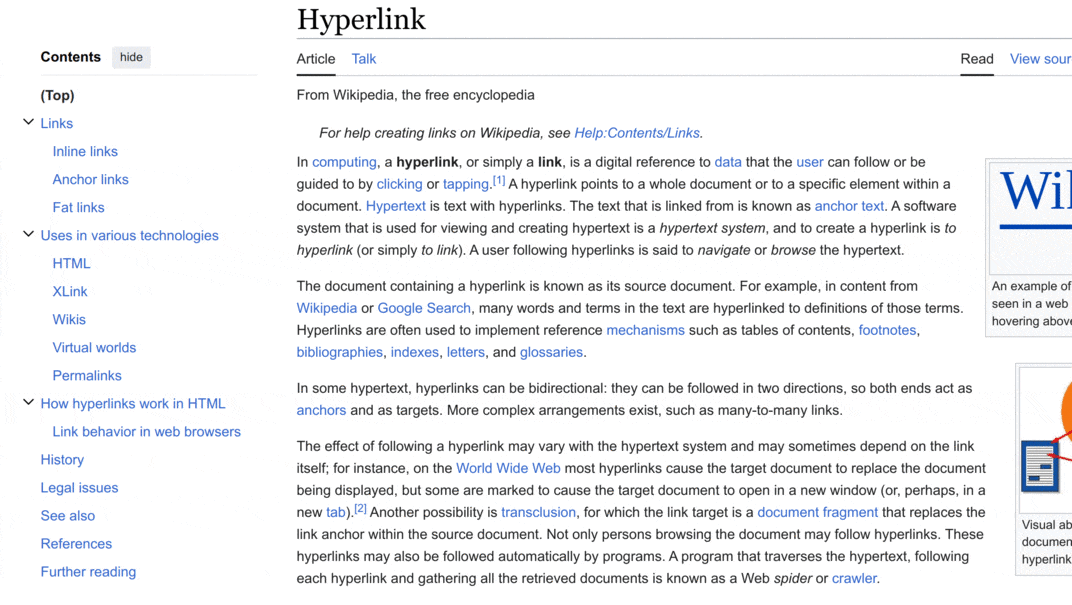 Hyperlink
Contents hide
Article Talk
Read View sour
(Top)
Links
Inline links
Anchor links
Fat links
Uses in various technologies
HTML
XLink
Wikis
Virtual worlds
Permalinks
How hyperlinks work in HTML
Link behavior in web browsers
History
Legal issues
See also
References
Further reading
From Wikipedia, the free encyclopedia
For help creating links on Wikipedia, see Help:Contents/Links.
In computing, a hyperlink, or simply a link, is a digital reference to data that the user can follow or be
guided to by clicking or tapping.[1] A hyperlink points to a whole document or to a specific element within a
document. Hypertext is text with hyperlinks. The text that is linked from is known as anchor text. A software
system that is used for viewing and creating hypertext is a hypertext system, and to create a hyperlink is to
hyperlink (or simply to link). A user following hyperlinks is said to navigate or browse the hypertext.
The document containing a hyperlink is known as its source document. For example, in content from
Wikipedia or Google Search, many words and terms in the text are hyperlinked to definitions of those terms.
Hyperlinks are often used to implement reference mechanisms such as tables of contents, footnotes,
bibliographies, indexes, letters, and glossaries.
In some hypertext, hyperlinks can be bidirectional: they can be followed in two directions, so both ends act as
anchors and as targets. More complex arrangements exist, such as many-to-many links.
The effect of following a hyperlink may vary with the hypertext system and may sometimes depend on the link
itself; for instance, on the World Wide Web most hyperlinks cause the target document to replace the document
being displayed, but some are marked to cause the target document to open in a new window (or, perhaps, in a
new tab).[2] Another possibility is transclusion, for which the link target is a document fragment that replaces the
link anchor within the source document. Not only persons browsing the document may follow hyperlinks. These
hyperlinks may also be followed automatically by programs. A program that traverses the hypertext, following
each hyperlink and gathering all the retrieved documents is known as a Web spider or crawler.
An example of
seen in a web
hovering above
Visual ab
documen
hyperlink